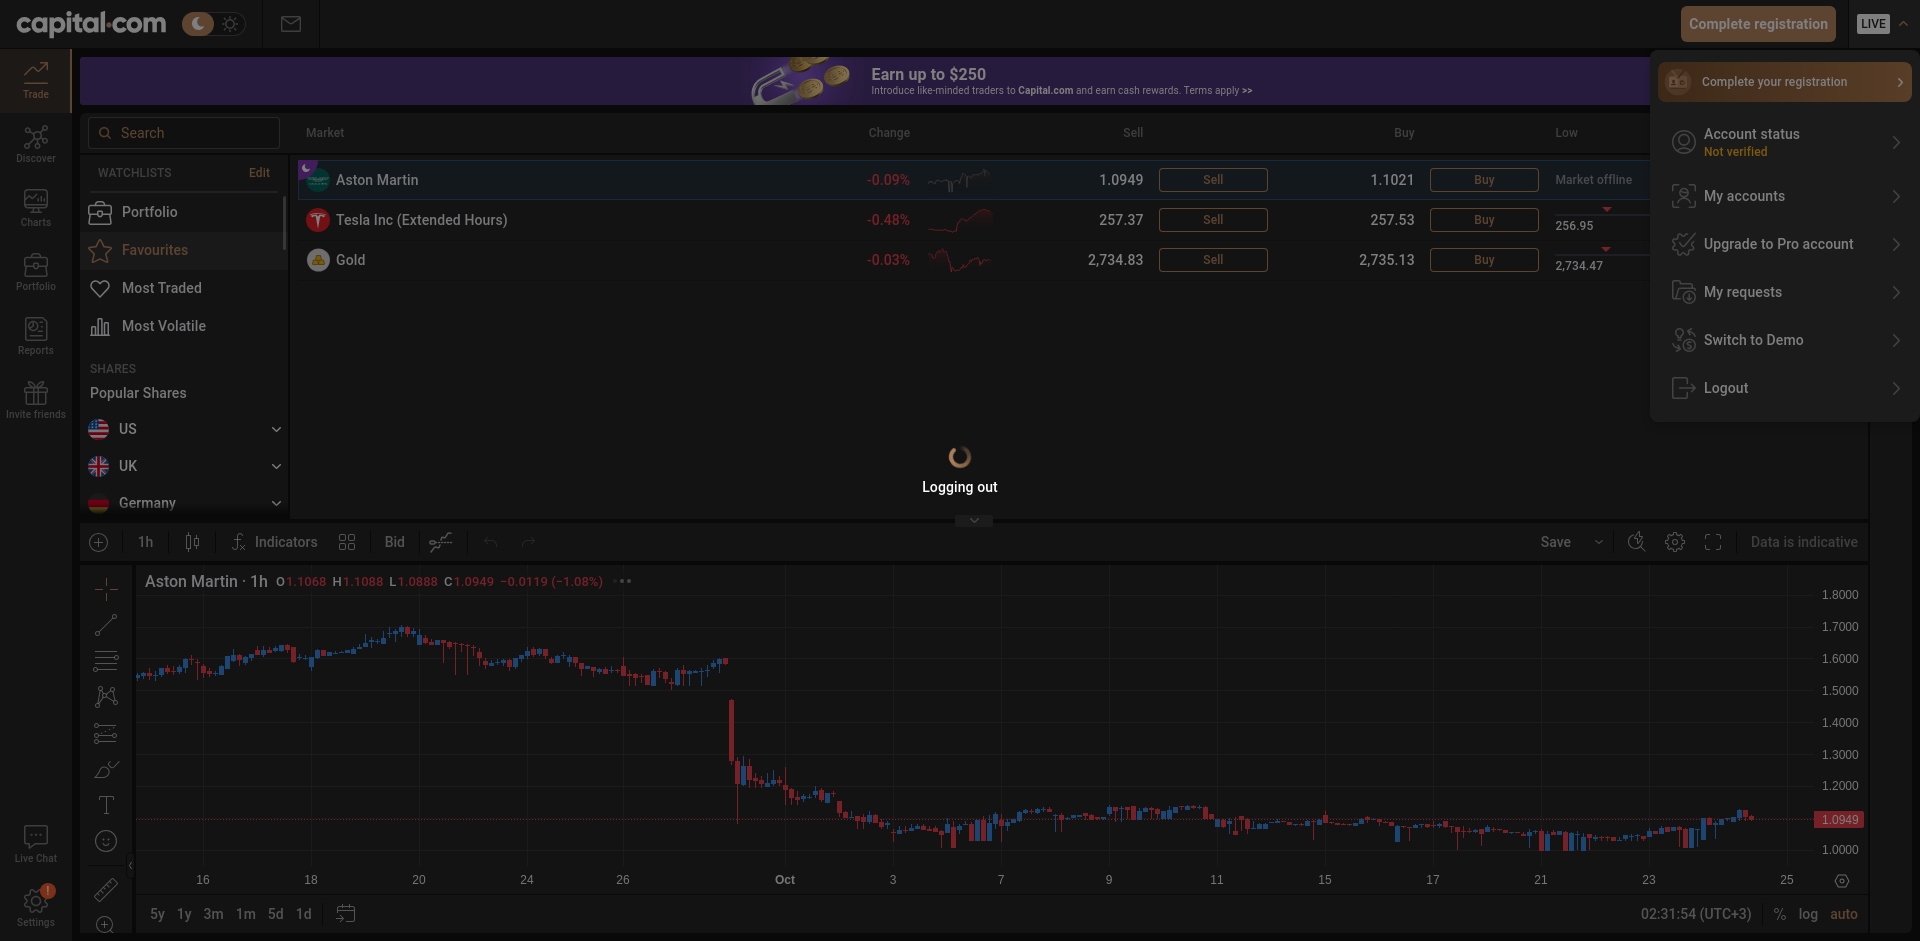 capital.com
Complete registration
LIVE
Trade
Discover
Charts
Portfolio
Reports
Invite friends
Live Chat
!
Settings
Earn up to $250
Introduce like-minded traders to Capital.com and earn cash rewards. Terms apply >>
Search
WATCHLISTS Edit
Portfolio
Favourites
Most Traded
Most Volatile
SHARES
Popular Shares
US
UK
Germany
Market Change Sell Buy Low
Aston Martin -0.09% 1.0949 Sell 1.1021 Buy Market offline
Tesla Inc (Extended Hours) -0.48% 257.37 Sell 257.53 Buy 256.95
Gold -0.03% 2,734.83 Sell 2,735.13 Buy 2,734.47
Complete your registration
Account status
Not verified
My accounts
Upgrade to Pro account
My requests
Switch to Demo
Logout
Logging out
1h Indicators Bid Save Data is indicative
Aston Martin · 1h O1.1068 H1.1088 L1.0888 C1.0949 −0.0119 (−1.08%)
1.8000
1.7000
1.6000
1.5000
1.4000
1.3000
1.2000
1.0949
1.0000
16 18 20 24 26 Oct 3 7 9 11 15 17 21 23 25
5y 1y 3m 1m 5d 1d 02:31:54 (UTC+3) % log auto